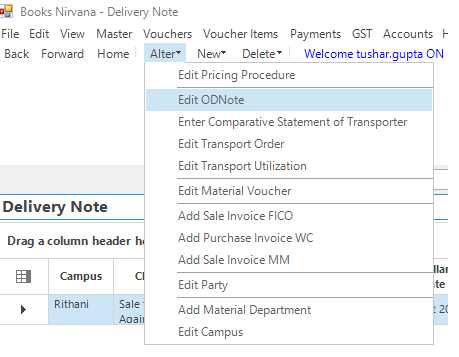 Books Nirvana - Delivery Note
File Edit View Master Vouchers Voucher Items Payments GST Accounts
Back Forward Home Alter New Delete Welcome tushar.gupta ON
Edit Pricing Procedure
Edit ODNote
Enter Comparative Statement of Transporter
Edit Transport Order
Edit Transport Utilization
Edit Material Voucher
Add Sale Invoice FICO
Add Purchase Invoice WC
Add Sale Invoice MM
Edit Party
Add Material Department
Edit Campus
Delivery Note
Drag a column header
Campus
Rithani Sale